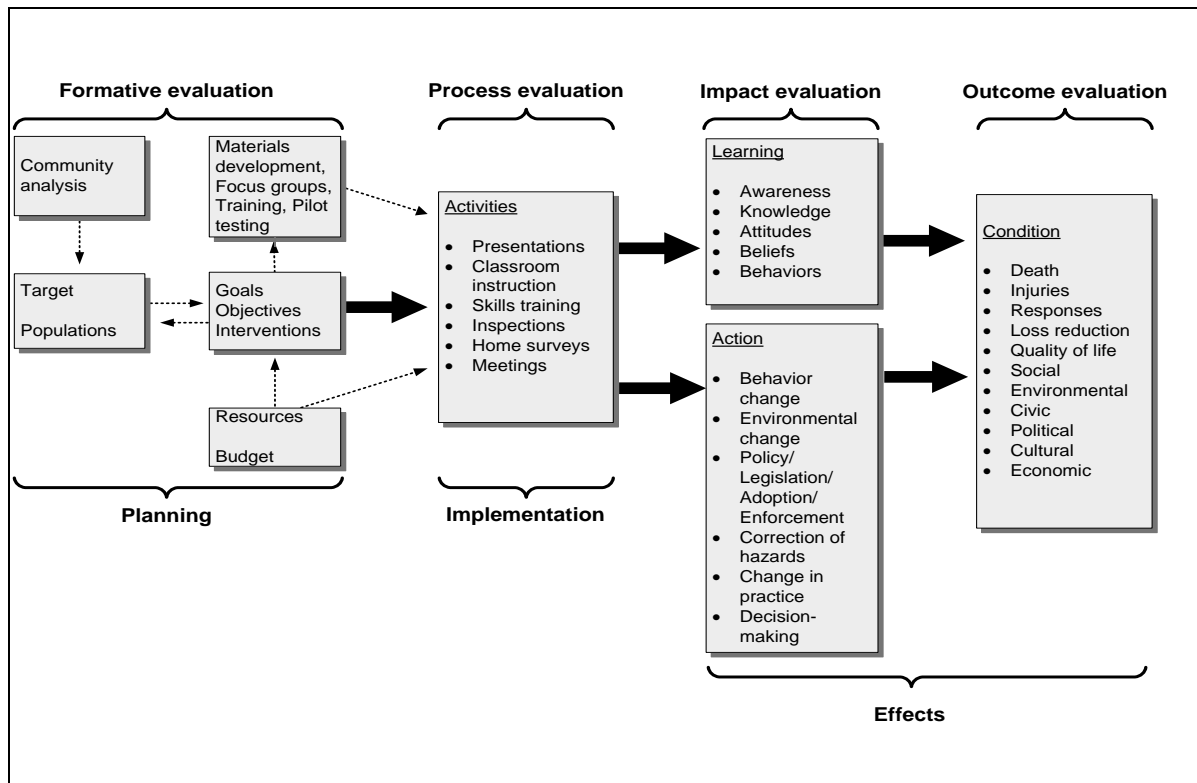 Formative evaluation
Process evaluation
Impact evaluation
Outcome evaluation
Community
analysis
Materials
development,
Focus groups,
Training, Pilot
testing
Target
Populations
Goals
Objectives
Interventions
Resources
Budget
Planning
Activities
• Presentations
• Classroom
instruction
• Skills training
• Inspections
• Home surveys
• Meetings
Implementation
Learning
• Awareness
• Knowledge
• Attitudes
• Beliefs
• Behaviors
Action
• Behavior
change
• Environmental
change
• Policy/
Legislation/
Adoption/
Enforcement
• Correction of
hazards
• Change in
practice
• Decision-
making
Condition
• Death
• Injuries
• Responses
• Loss reduction
• Quality of life
• Social
• Environmental
• Civic
• Political
• Cultural
• Economic
Effects